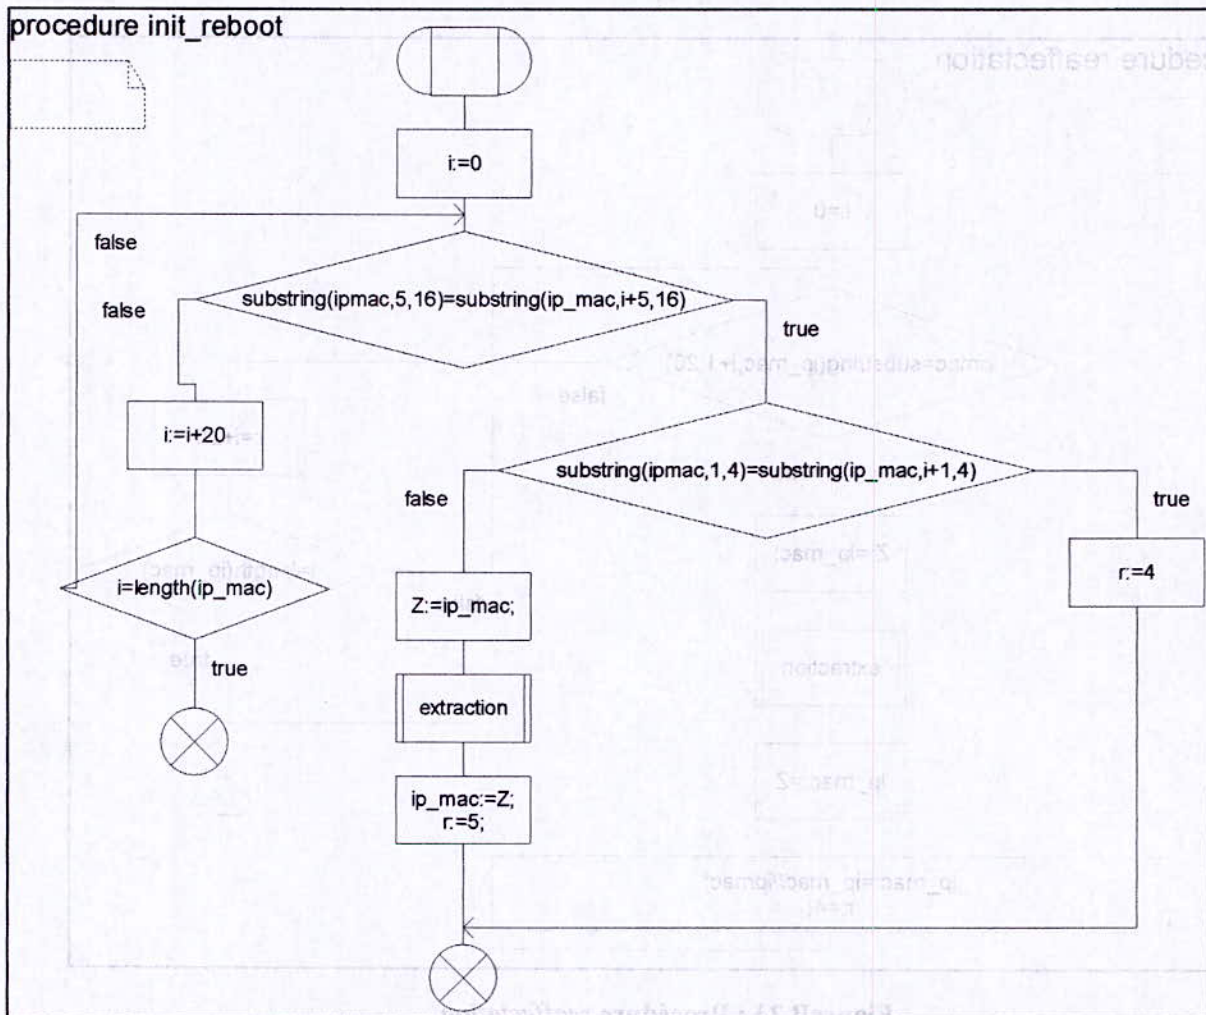 procedure init_reboot
i:=0
false
substring(ipmac,5,16)=substring(ip_mac,i+5,16)
false
true
i:=i+20
substring(ipmac,1,4)=substring(ip_mac,i+1,4)
false
true
i=length(ip_mac)
Z:=ip_mac;
r:=4
true
extraction
ip_mac:=Z;
r:=5;